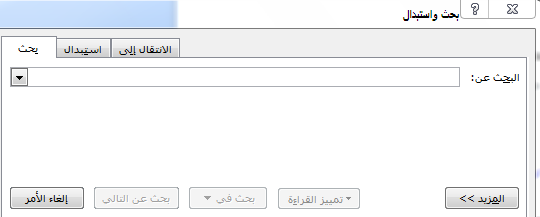 بحث واستبدال
بحث استبدال الانتقال إلى
البحث عن:
المزيد >> تمييز القراءة بحث في بحث عن التالي إلغاء الأمر